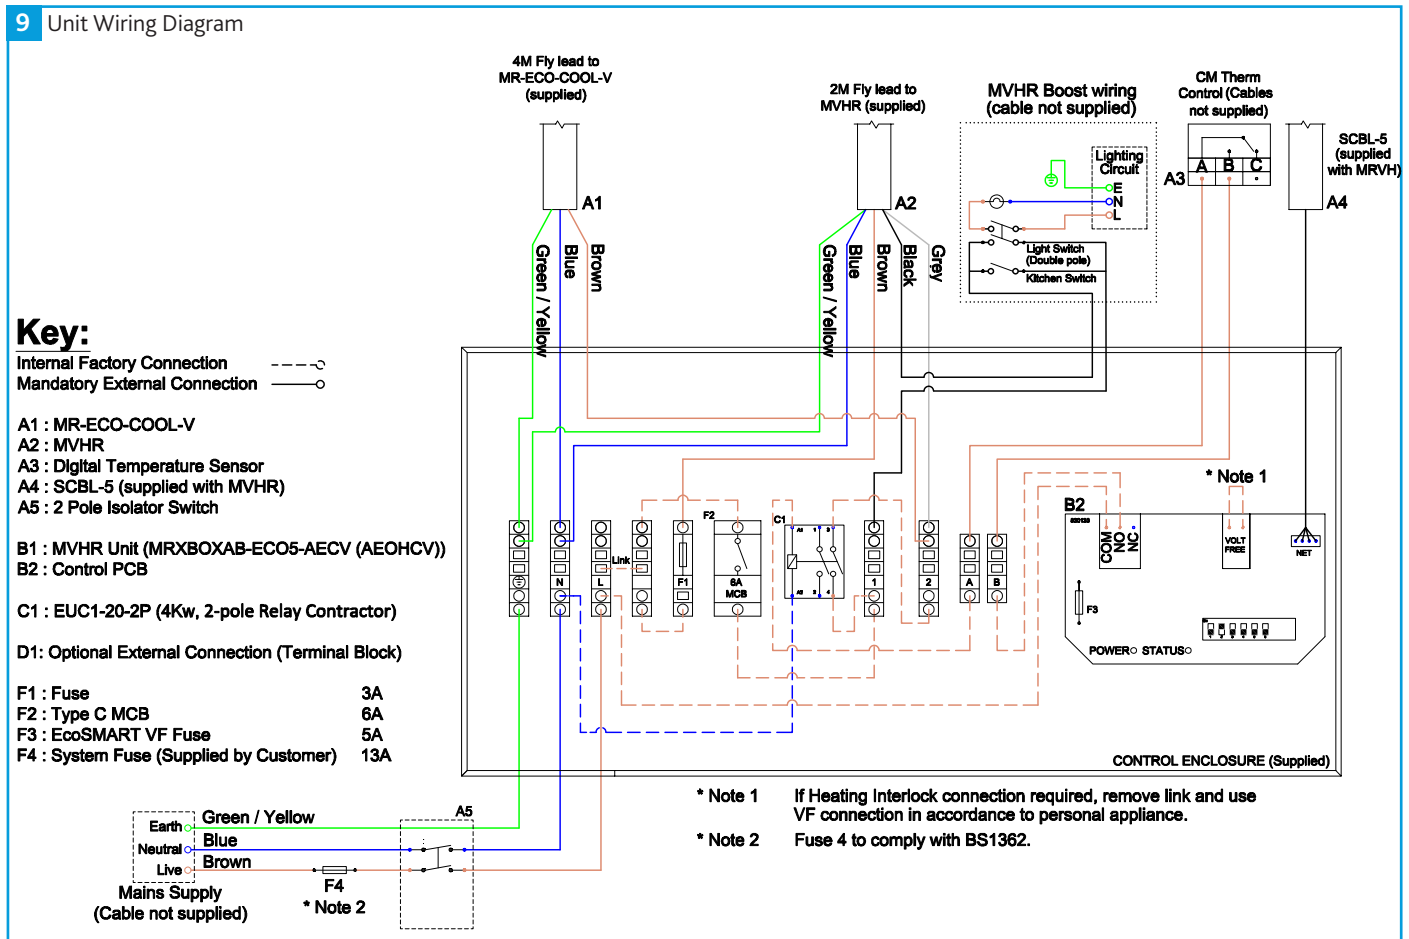 9 Unit Wiring Diagram
4M Fly lead to
MR-ECO-COOL-V
(supplied)
2M Fly lead to
MVHR (supplied)
MVHR Boost wiring
(cable not supplied)
CM Therm
Control (Cables
not supplied)
SCBL-5
(supplied
with MRVH)
Lighting
Circuit
E
N
L
Light Switch
(Double pole)
Kitchen Switch
A B C
A1
A2
A3
A4
Green / Yellow
Blue
Brown
Green / Yellow
Blue
Brown
Black
Grey
Key:
Internal Factory Connection
Mandatory External Connection
A1 : MR-ECO-COOL-V
A2 : MVHR
A3 : Digital Temperature Sensor
A4 : SCBL-5 (supplied with MVHR)
A5 : 2 Pole Isolator Switch
B1 : MVHR Unit (MRXBOXAB-ECO5-AECV (AEOHCV))
B2 : Control PCB
C1 : EUC1-20-2P (4Kw, 2-pole Relay Contractor)
D1: Optional External Connection (Terminal Block)
F1 : Fuse 3A
F2 : Type C MCB 6A
F3 : EcoSMART VF Fuse 5A
F4 : System Fuse (Supplied by Customer) 13A
* Note 1
B2
F2
C1
A1 1 3
A2 2 4
COM
NO
NC
VOLT
FREE
NET
Link
N
L
F1
6A
MCB
1
2
A
B
F3
POWER
STATUS
CONTROL ENCLOSURE (Supplied)
* Note 1 If Heating Interlock connection required, remove link and use
VF connection in accordance to personal appliance.
* Note 2 Fuse 4 to comply with BS1362.
A5
Earth
Green / Yellow
Neutral
Blue
Live
Brown
F4
* Note 2
Mains Supply
(Cable not supplied)